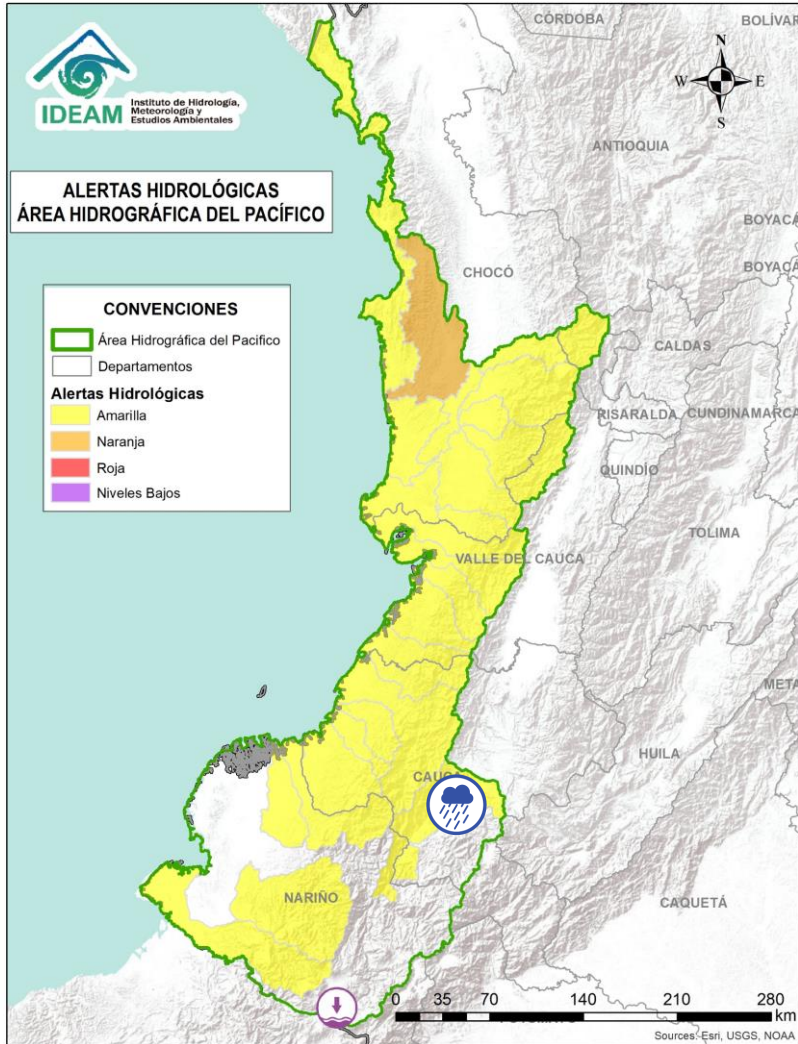 IDEAM
Instituto de Hidrología,
Meteorología y
Estudios Ambientales
ALERTAS HIDROLÓGICAS
ÁREA HIDROGRÁFICA DEL PACÍFICO
CONVENCIONES
Área Hidrográfica del Pacífico
Departamentos
Alertas Hidrológicas
Amarilla
Naranja
Roja
Niveles Bajos
N
W
E
S
CÓRDOBA
BOLÍVAR
ANTIOQUIA
BOYACÁ
BOYACÁ
CHOCÓ
CALDAS
RISARALDA
CUNDINAMARCA
QUINDÍO
TOLIMA
VALLE DEL CAUCA
META
HUILA
CAUCA
NARIÑO
CAQUETÁ
0 35 70 140 210 280
km
Sources: Esri, USGS, NOAA